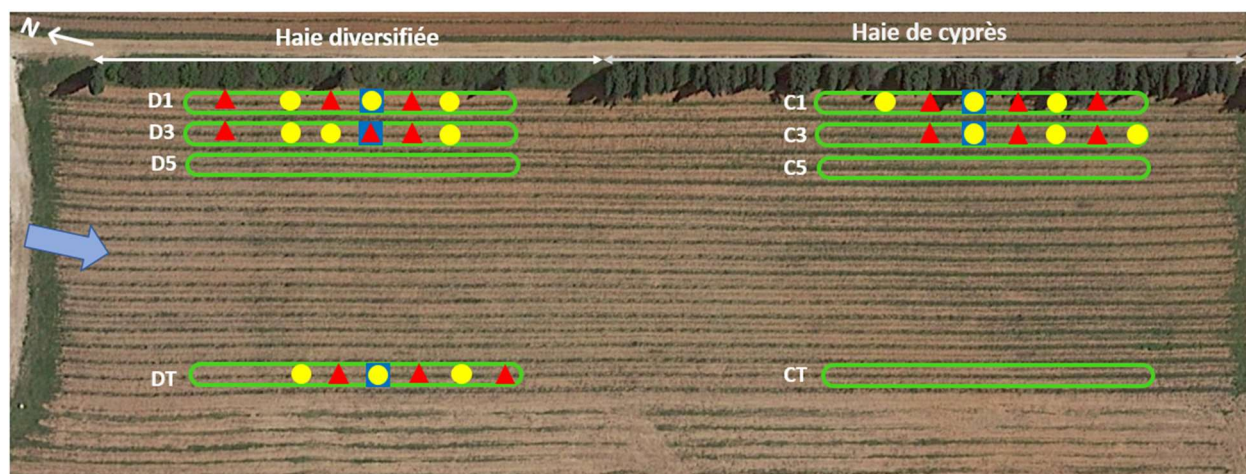 N
Haie diversifiée
Haie de cyprès
D1
C1
D3
C3
D5
C5
DT
CT